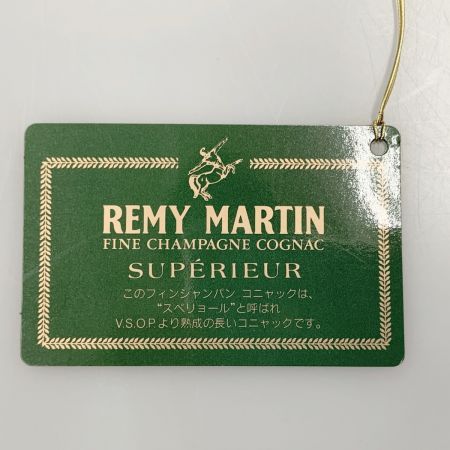 REMY MARTIN
FINE CHAMPAGNE COGNAC
SUPÉRIEUR
このフィンシャンパン コニャックは、
“スペリョール”と呼ばれ
V.S.O.Pより熟成の長いコニャックです。